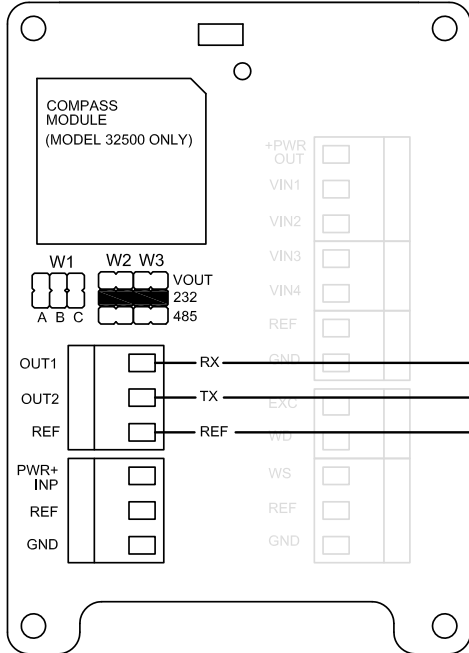 COMPASS
MODULE
(MODEL 32500 ONLY)
+PWR
OUT
VIN1
VIN2
VIN3
VIN4
REF
GND
EXC
WD
WS
REF
GND
W1
A B C
W2 W3
VOUT
232
485
OUT1
RX
OUT2
TX
REF
REF
PWR+
INP
REF
GND